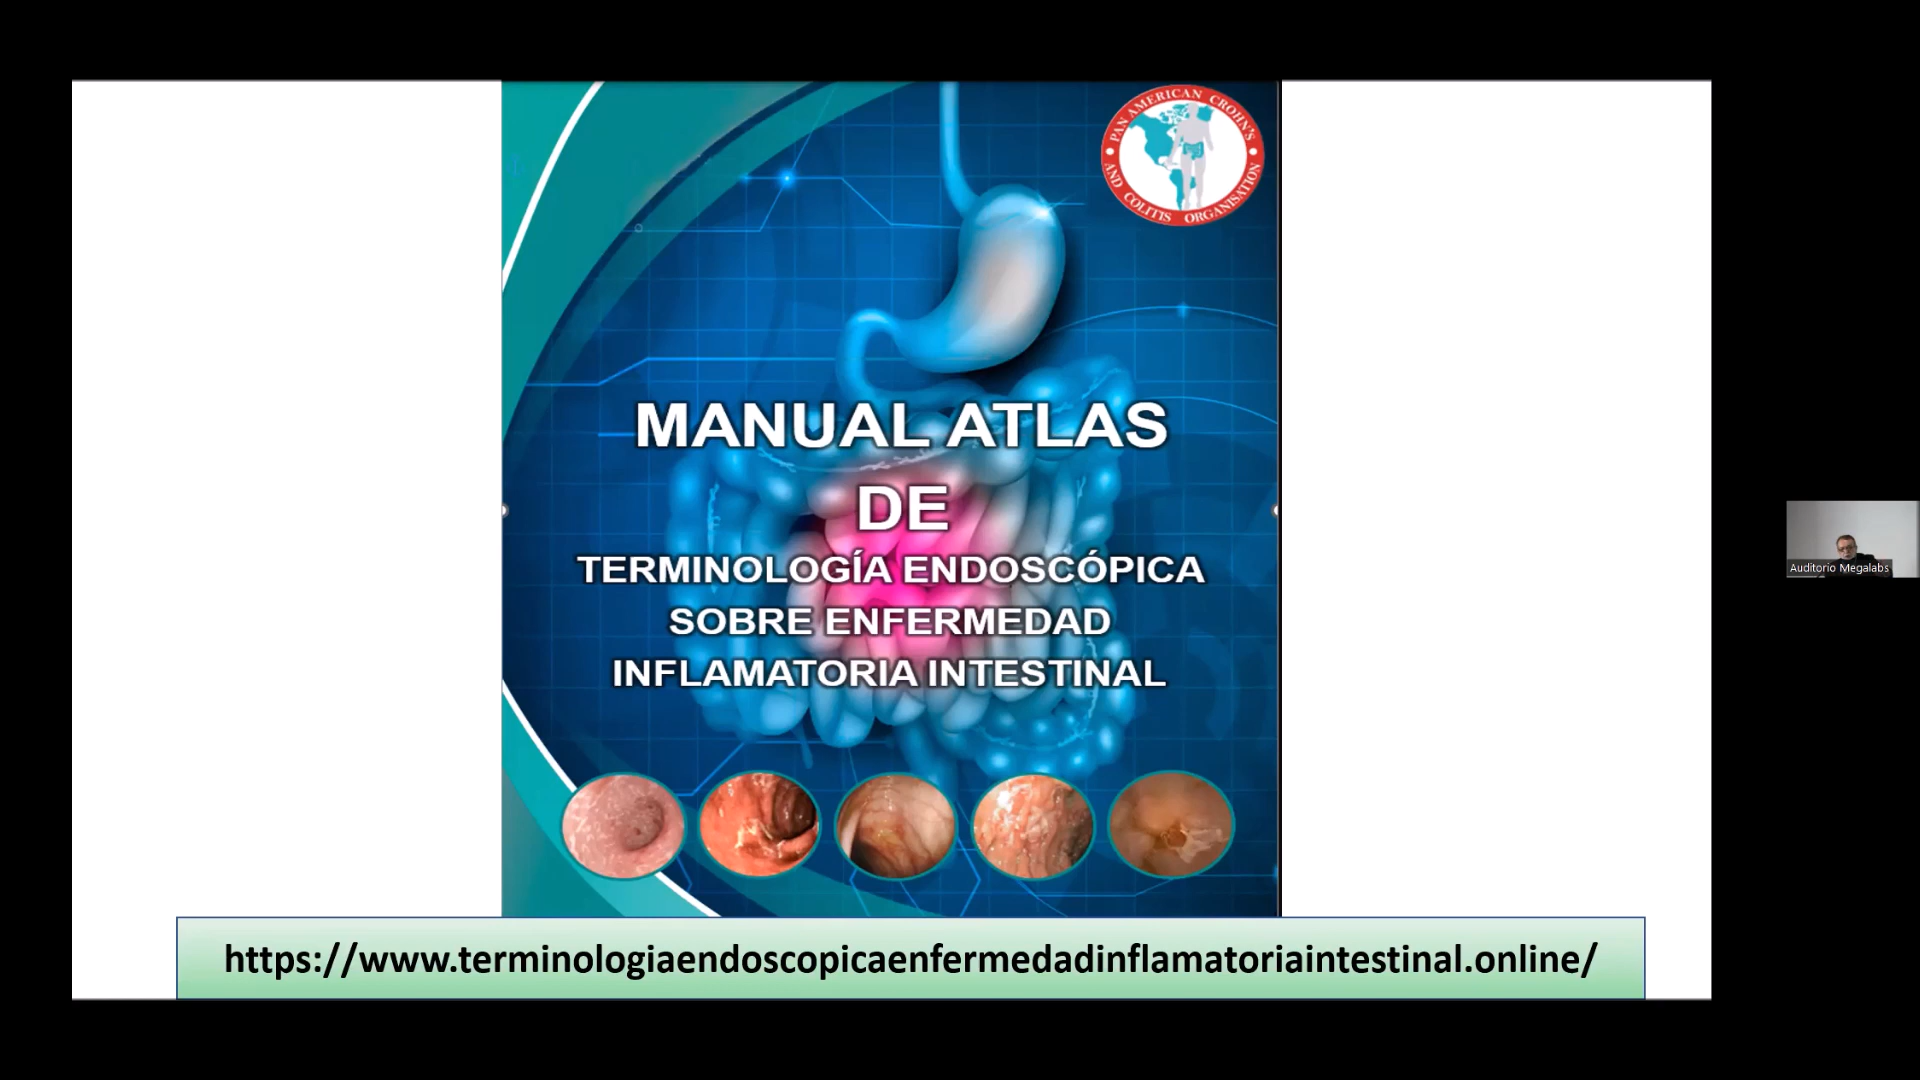 PAN AMERICAN CROHN'S
AND COLITIS ORGANISATION
MANUAL ATLAS
DE
TERMINOLOGÍA ENDOSCÓPICA
SOBRE ENFERMEDAD
INFLAMATORIA INTESTINAL
Auditorio Megalabs
https://www.terminologiaendoscopicaenfermedadinflamatoriaintestinal.online/